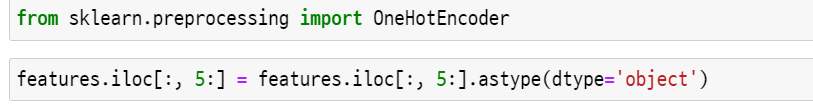 from sklearn.preprocessing import OneHotEncoder
features.iloc[:, 5:] = features.iloc[:, 5:].astype(dtype='object')